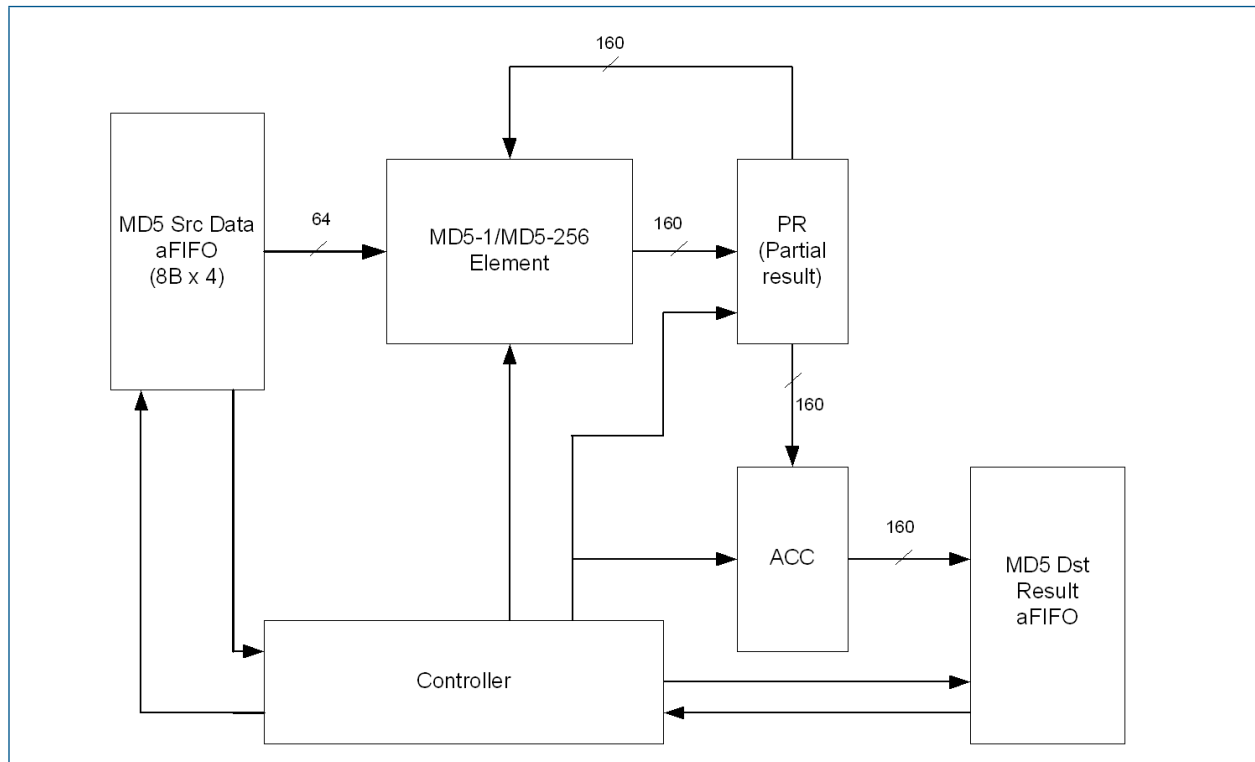 160
MD5 Src Data
aFIFO
(8B x 4)
64
MD5-1/MD5-256
Element
160
PR
(Partial
result)
160
ACC
160
MD5 Dst
Result
aFIFO
Controller